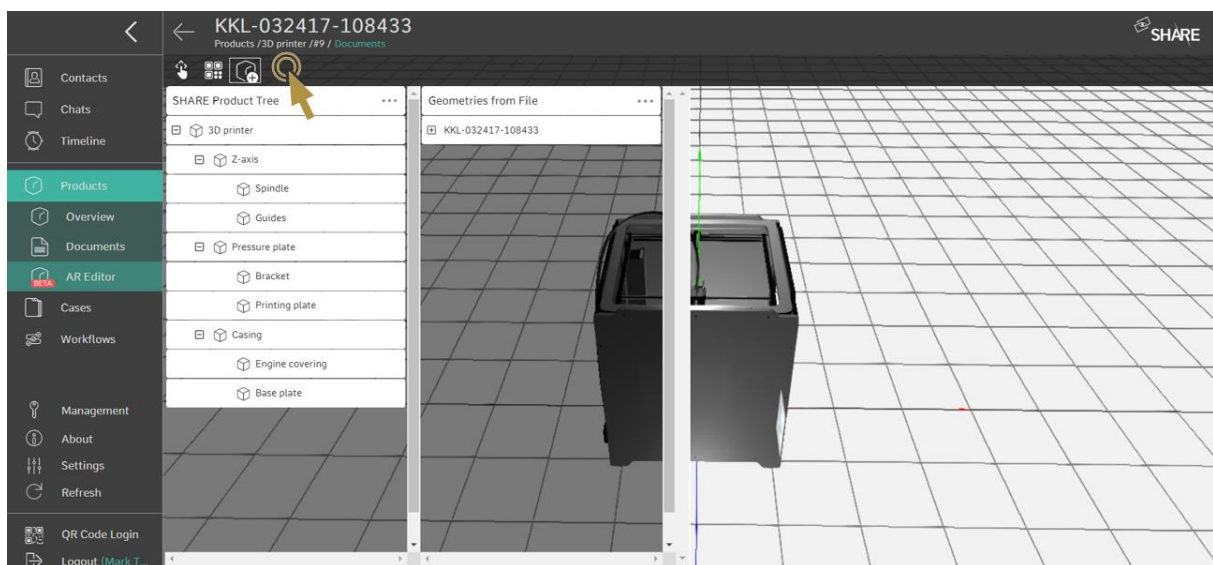 KKL-032417-108433
Products /3D printer /#9 / Documents
SHARE
Contacts
Chats
Timeline
Products
Overview
Documents
AR Editor
BETA
Cases
Workflows
Management
About
Settings
Refresh
QR Code Login
Logout (Mark T...
SHARE Product Tree
3D printer
Z-axis
Spindle
Guides
Pressure plate
Bracket
Printing plate
Casing
Engine covering
Base plate
Geometries from File
KKL-032417-108433